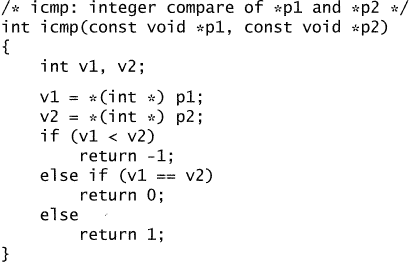 /* icmp: integer compare of *p1 and *p2 */
int icmp(const void *p1, const void *p2)
{
    int v1, v2;
    v1 = *(int *) p1;
    v2 = *(int *) p2;
    if (v1 < v2)
        return -1;
    else if (v1 == v2)
        return 0;
    else
        return 1;
}